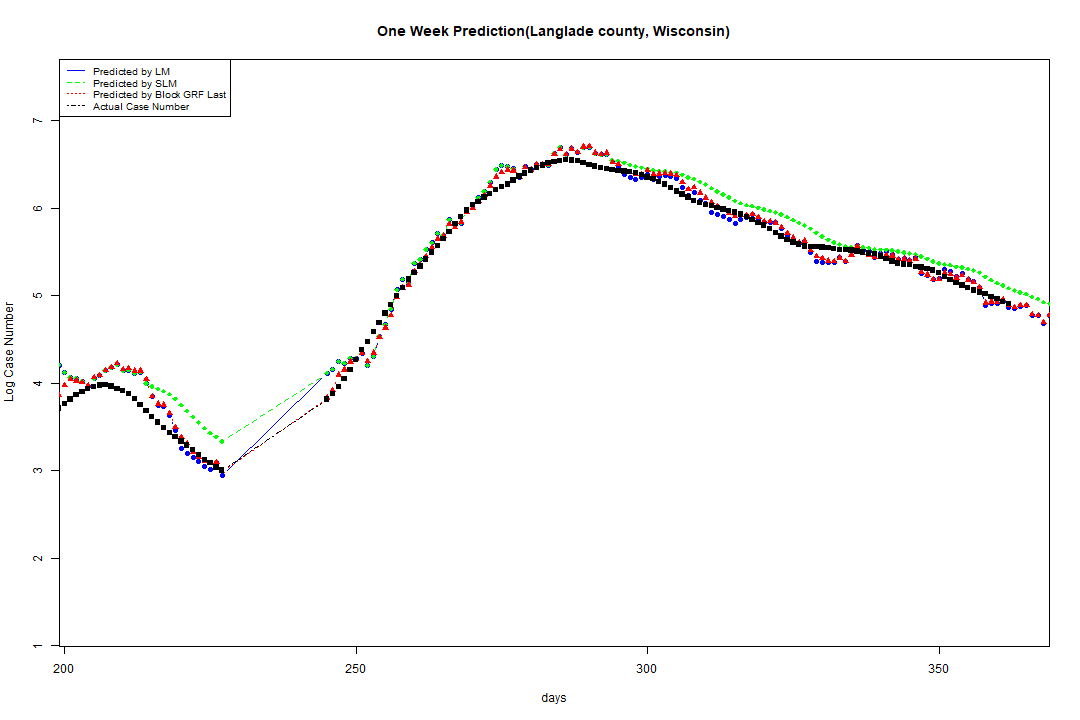 One Week Prediction(Langlade county, Wisconsin)
Predicted by LM
Predicted by SLM
Predicted by Block GRF Last
Actual Case Number
7
6
5
4
3
2
1
Log Case Number
200 250 300 350
days